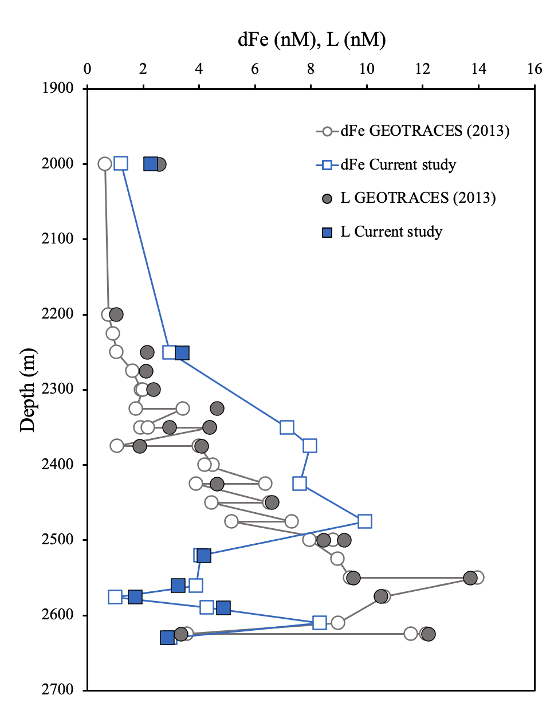 dFe (nM), L (nM)
0 2 4 6 8 10 12 14 16
1900
dFe GEOTRACES (2013)
2000
dFe Current study
L GEOTRACES (2013)
2100
L Current study
2200
2300
Depth (m)
2400
2500
2600
2700